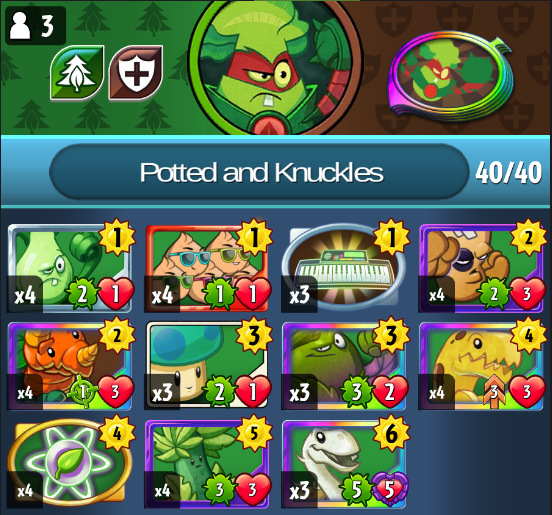 3
Potted and Knuckles 40/40
1 1 1 2
x4 2 1 x4 1 1 x3 x4 2 3
2 3 3 4
x4 1 3 x3 2 1 x3 3 2 x4 3 3
4 5 6
x4 x4 3 3 x3 5 5